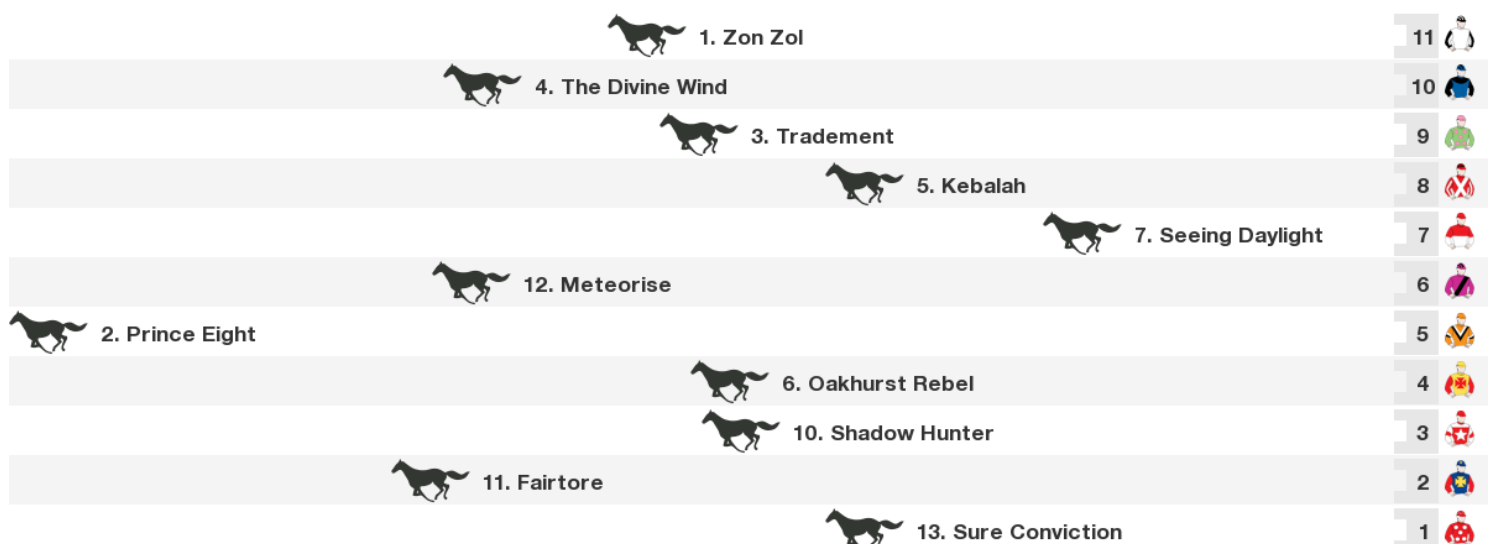 1. Zon Zol 11
4. The Divine Wind 10
3. Tradement 9
5. Kebalah 8
7. Seeing Daylight 7
12. Meteorise 6
2. Prince Eight 5
6. Oakhurst Rebel 4
10. Shadow Hunter 3
11. Fairtore 2
13. Sure Conviction 1